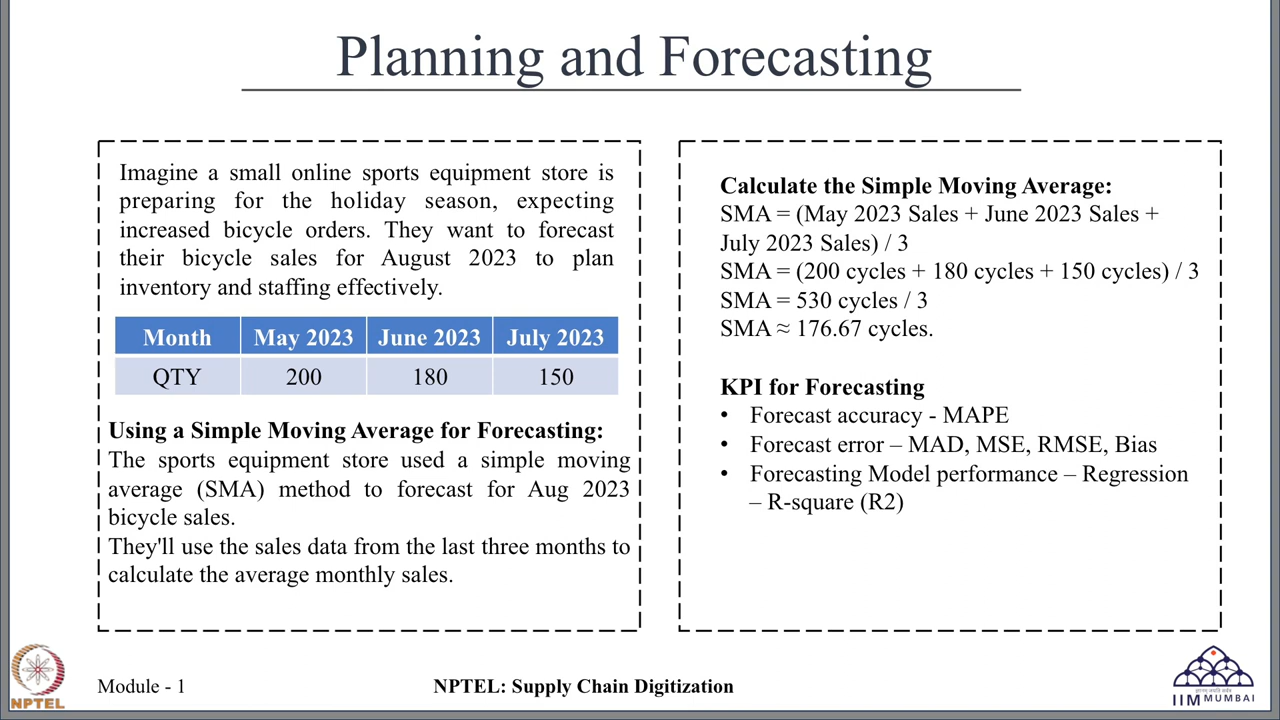 Planning and Forecasting
Imagine a small online sports equipment store is
preparing for the holiday season, expecting
increased bicycle orders. They want to forecast
their bicycle sales for August 2023 to plan
inventory and staffing effectively.
Month May 2023 June 2023 July 2023
QTY 200 180 150
Using a Simple Moving Average for Forecasting:
The sports equipment store used a simple moving
average (SMA) method to forecast for Aug 2023
bicycle sales.
They'll use the sales data from the last three months to
calculate the average monthly sales.
Calculate the Simple Moving Average:
SMA = (May 2023 Sales + June 2023 Sales +
July 2023 Sales) / 3
SMA = (200 cycles + 180 cycles + 150 cycles) / 3
SMA = 530 cycles / 3
SMA ≈ 176.67 cycles.
KPI for Forecasting
• Forecast accuracy - MAPE
• Forecast error – MAD, MSE, RMSE, Bias
• Forecasting Model performance – Regression
– R-square (R2)
NPTEL
Module - 1
NPTEL: Supply Chain Digitization
IIM MUMBAI